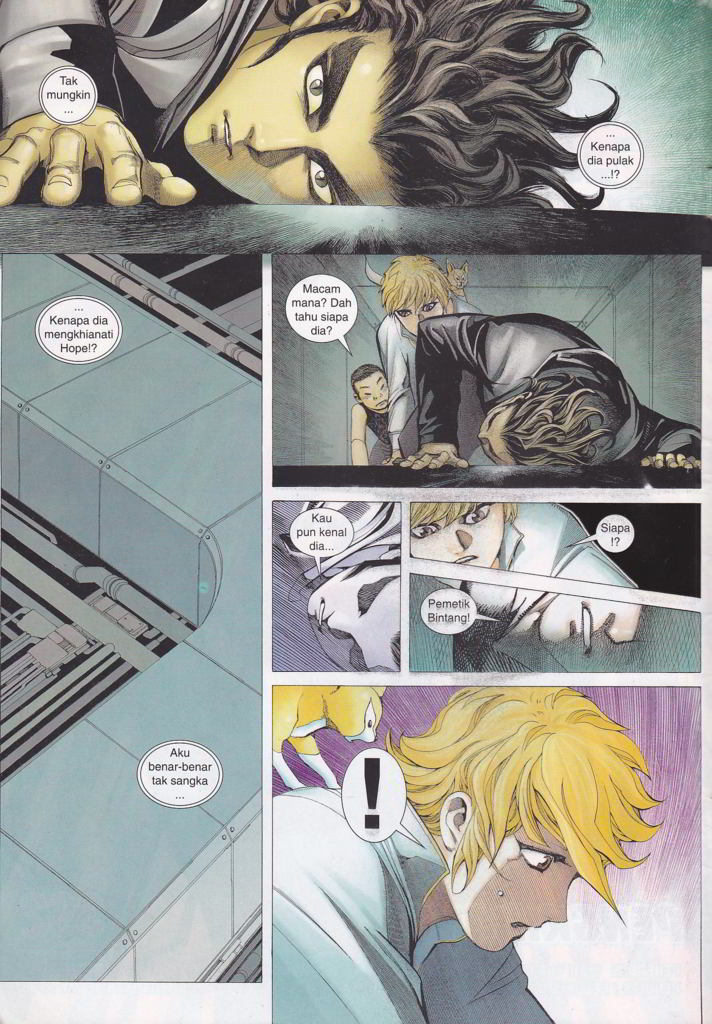 Tak
mungkin
...
...
Kenapa
dia pulak
...!?
...
Kenapa dia
mengkhianati
Hope!?
Macam
mana? Dah
tahu siapa
dia?
Kau
pun kenal
dia...
Siapa
!?
Pemetik
Bintang!
Aku
benar-benar
tak sangka
...
!